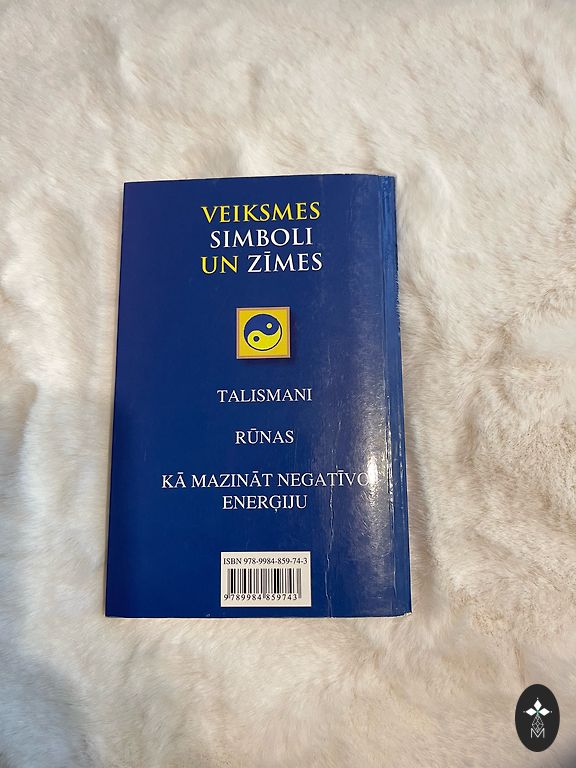 VEIKSMES
SIMBOLI
UN ZĪMES
TALISMANI
RŪNAS
KĀ MAZINĀT NEGATĪVO
ENERĢIJU
ISBN 978-9984-859-74-3
9 789984 859743
M